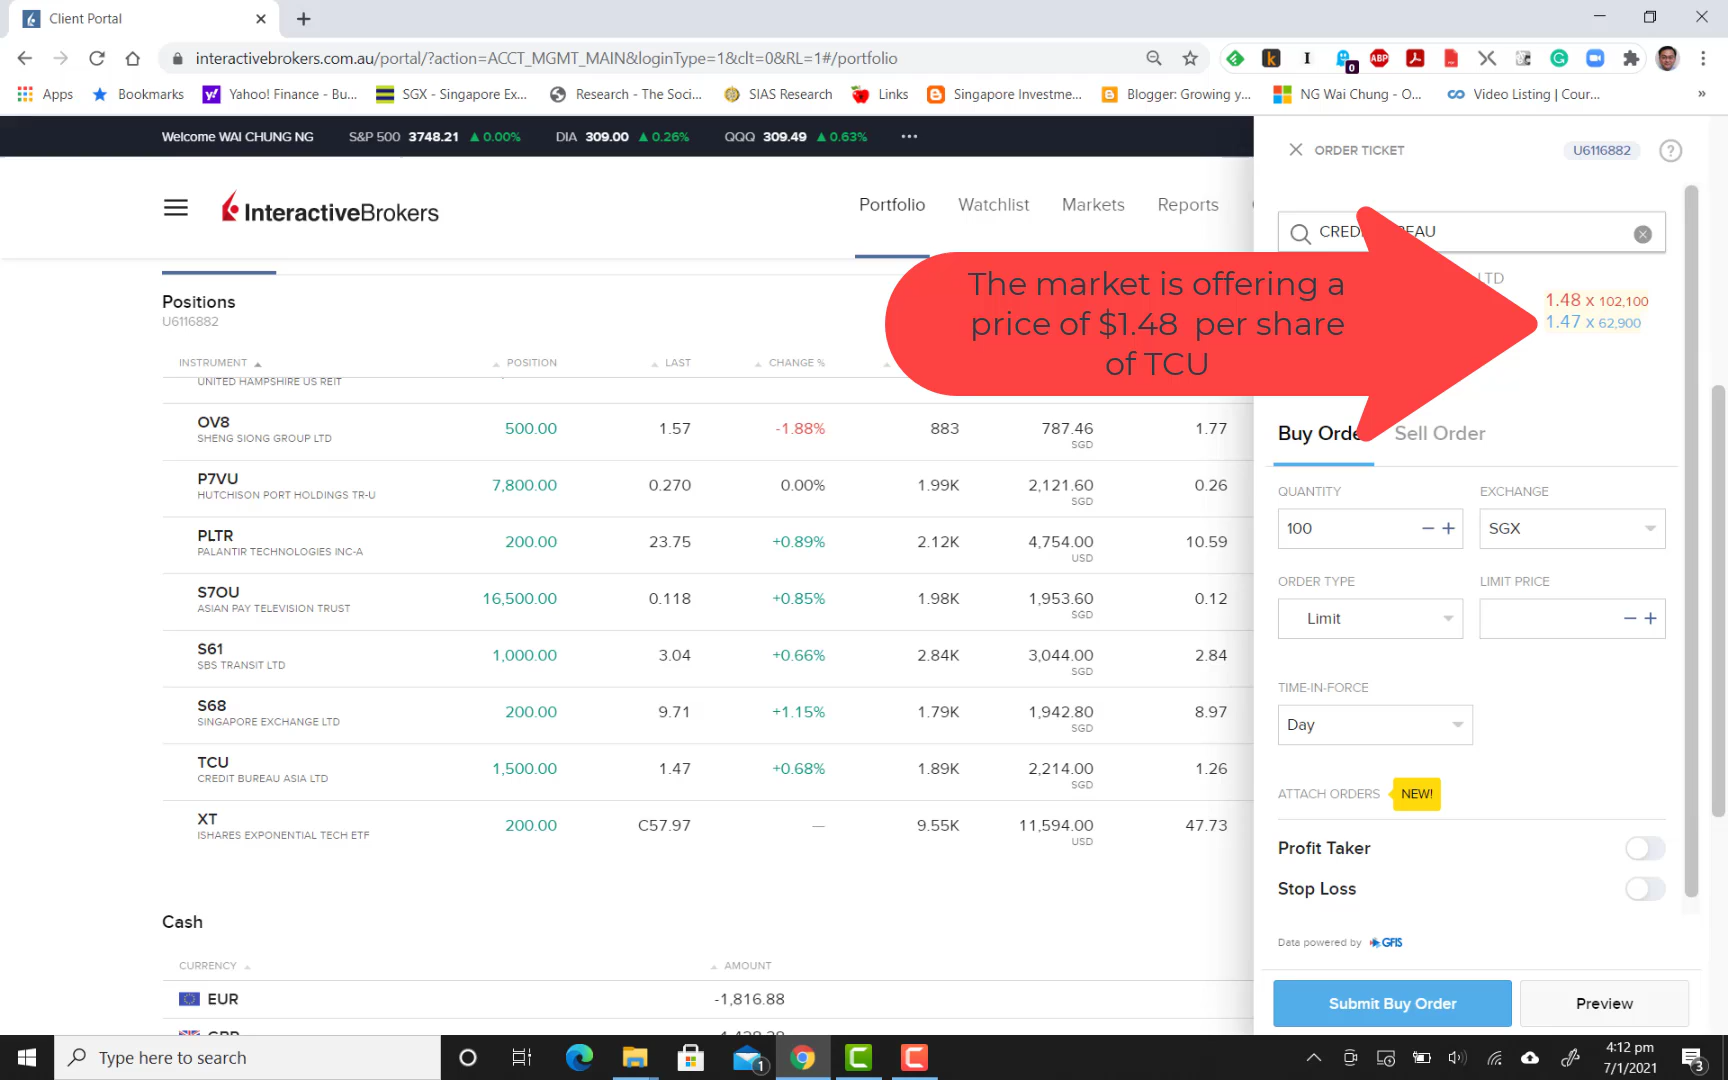 Client Portal
interactivebrokers.com.au/portal/?action=ACCT_MGMT_MAIN&loginType=1&clt=0&RL=1#/portfolio
Apps Bookmarks Yahoo! Finance - Bu... SGX - Singapore Ex... Research - The Soci... SIAS Research Links Singapore Investme... Blogger: Growing y... NG Wai Chung - O... Video Listing | Cour... »
Welcome WAI CHUNG NG S&P 500 3748.21 ▲ 0.00% DIA 309.00 ▲ 0.26% QQQ 309.49 ▲ 0.63% •••
InteractiveBrokers
Portfolio Watchlist Markets Reports
Positions
U6116882
INSTRUMENT POSITION LAST CHANGE %
UNITED HAMPSHIRE US REIT
OV8 500.00 1.57 -1.88% 883 787.46 1.77
SHENG SIONG GROUP LTD SGD
P7VU 7,800.00 0.270 0.00% 1.99K 2,121.60 0.26
HUTCHISON PORT HOLDINGS TR-U SGD
PLTR 200.00 23.75 +0.89% 2.12K 4,754.00 10.59
PALANTIR TECHNOLOGIES INC-A USD
S7OU 16,500.00 0.118 +0.85% 1.98K 1,953.60 0.12
ASIAN PAY TELEVISION TRUST SGD
S61 1,000.00 3.04 +0.66% 2.84K 3,044.00 2.84
SBS TRANSIT LTD SGD
S68 200.00 9.71 +1.15% 1.79K 1,942.80 8.97
SINGAPORE EXCHANGE LTD SGD
TCU 1,500.00 1.47 +0.68% 1.89K 2,214.00 1.26
CREDIT BUREAU ASIA LTD SGD
XT 200.00 C57.97 — 9.55K 11,594.00 47.73
ISHARES EXPONENTIAL TECH ETF USD
Cash
CURRENCY AMOUNT
EUR -1,816.88
ORDER TICKET U6116882 ?
LTD
1.48 x 102,100
1.47 x 62,900
The market is offering a
price of $1.48 per share
of TCU
Buy Sell Order
QUANTITY EXCHANGE
100 − + SGX
ORDER TYPE LIMIT PRICE
Limit − +
TIME-IN-FORCE
Day
ATTACH ORDERS NEW!
Profit Taker
Stop Loss
Data powered by GFIS
Submit Buy Order Preview
Type here to search
1
4:12 pm
7/1/2021
3